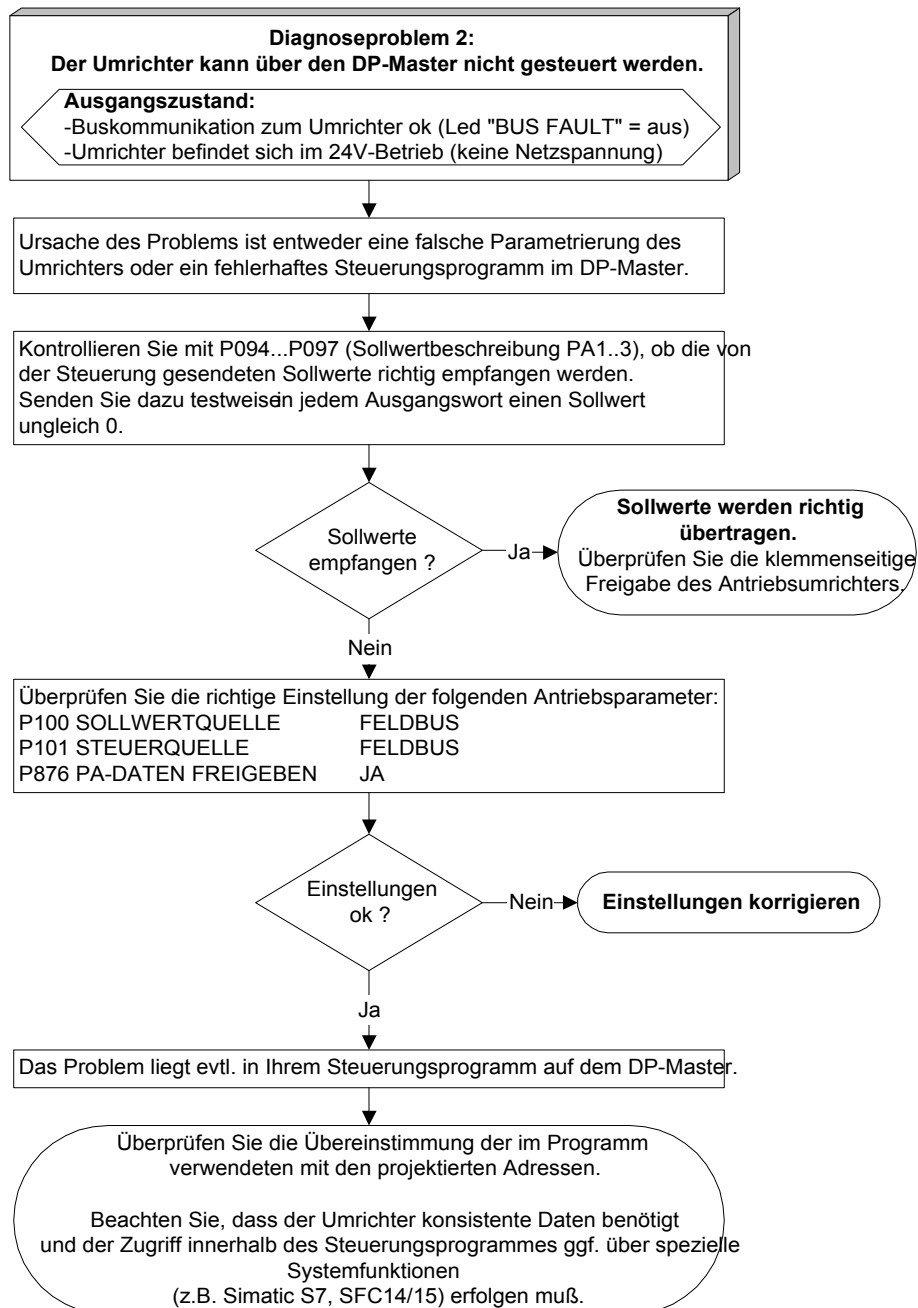 Diagnoseproblem 2:
Der Umrichter kann über den DP-Master nicht gesteuert werden.
Ausgangszustand:
-Buskommunikation zum Umrichter ok (Led "BUS FAULT" = aus)
-Umrichter befindet sich im 24V-Betrieb (keine Netzspannung)
Ursache des Problems ist entweder eine falsche Parametrierung des
Umrichters oder ein fehlerhaftes Steuerungsprogramm im DP-Master.
Kontrollieren Sie mit P094...P097 (Sollwertbeschreibung PA1..3), ob die von
der Steuerung gesendeten Sollwerte richtig empfangen werden.
Senden Sie dazu testweise in jedem Ausgangswort einen Sollwert
ungleich 0.
Sollwerte
empfangen ?
Ja
Sollwerte werden richtig
übertragen.
Überprüfen Sie die klemmenseitige
Freigabe des Antriebsumrichters.
Nein
Überprüfen Sie die richtige Einstellung der folgenden Antriebsparameter:
P100 SOLLWERTQUELLE FELDBUS
P101 STEUERQUELLE FELDBUS
P876 PA-DATEN FREIGEBEN JA
Einstellungen
ok ?
Nein
Einstellungen korrigieren
Ja
Das Problem liegt evtl. in Ihrem Steuerungsprogramm auf dem DP-Master.
Überprüfen Sie die Übereinstimmung der im Programm
verwendeten mit den projektierten Adressen.
Beachten Sie, dass der Umrichter konsistente Daten benötigt
und der Zugriff innerhalb des Steuerungsprogrammes ggf. über spezielle
Systemfunktionen
(z.B. Simatic S7, SFC14/15) erfolgen muß.